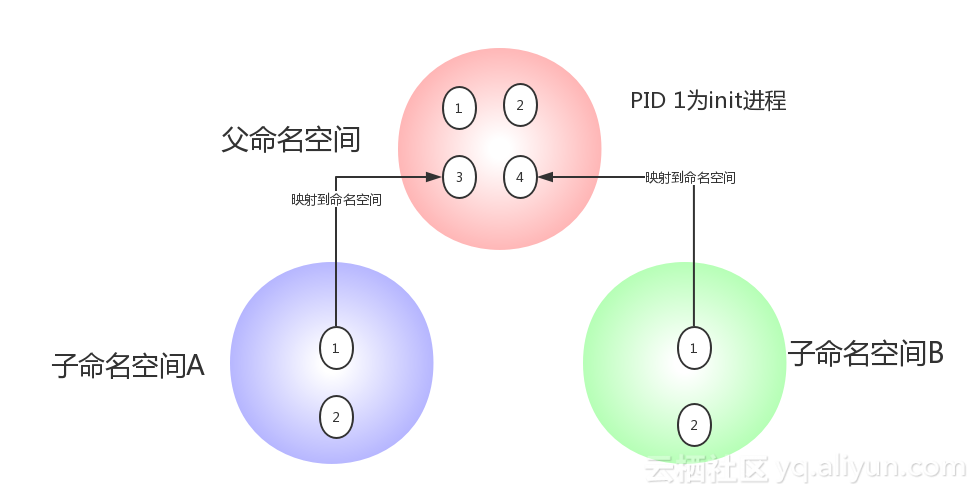 1
2
PID 1为init进程
父命名空间
3
4
映射到命名空间
映射到命名空间
1
1
子命名空间A
子命名空间B
2
2
云栖社区 yq.aliyun.com